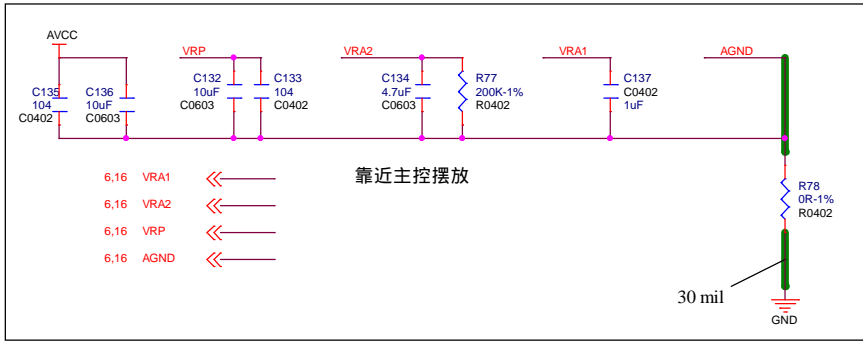 AVCC
VRP
VRA2
VRA1
AGND
C135
104
C0402
C136
10uF
C0603
C132
10uF
C0603
C133
104
C0402
C134
4.7uF
C0603
R77
200K-1%
R0402
C137
C0402
1uF
靠近主控摆放
6,16 VRA1
6,16 VRA2
6,16 VRP
6,16 AGND
R78
0R-1%
R0402
30 mil
GND